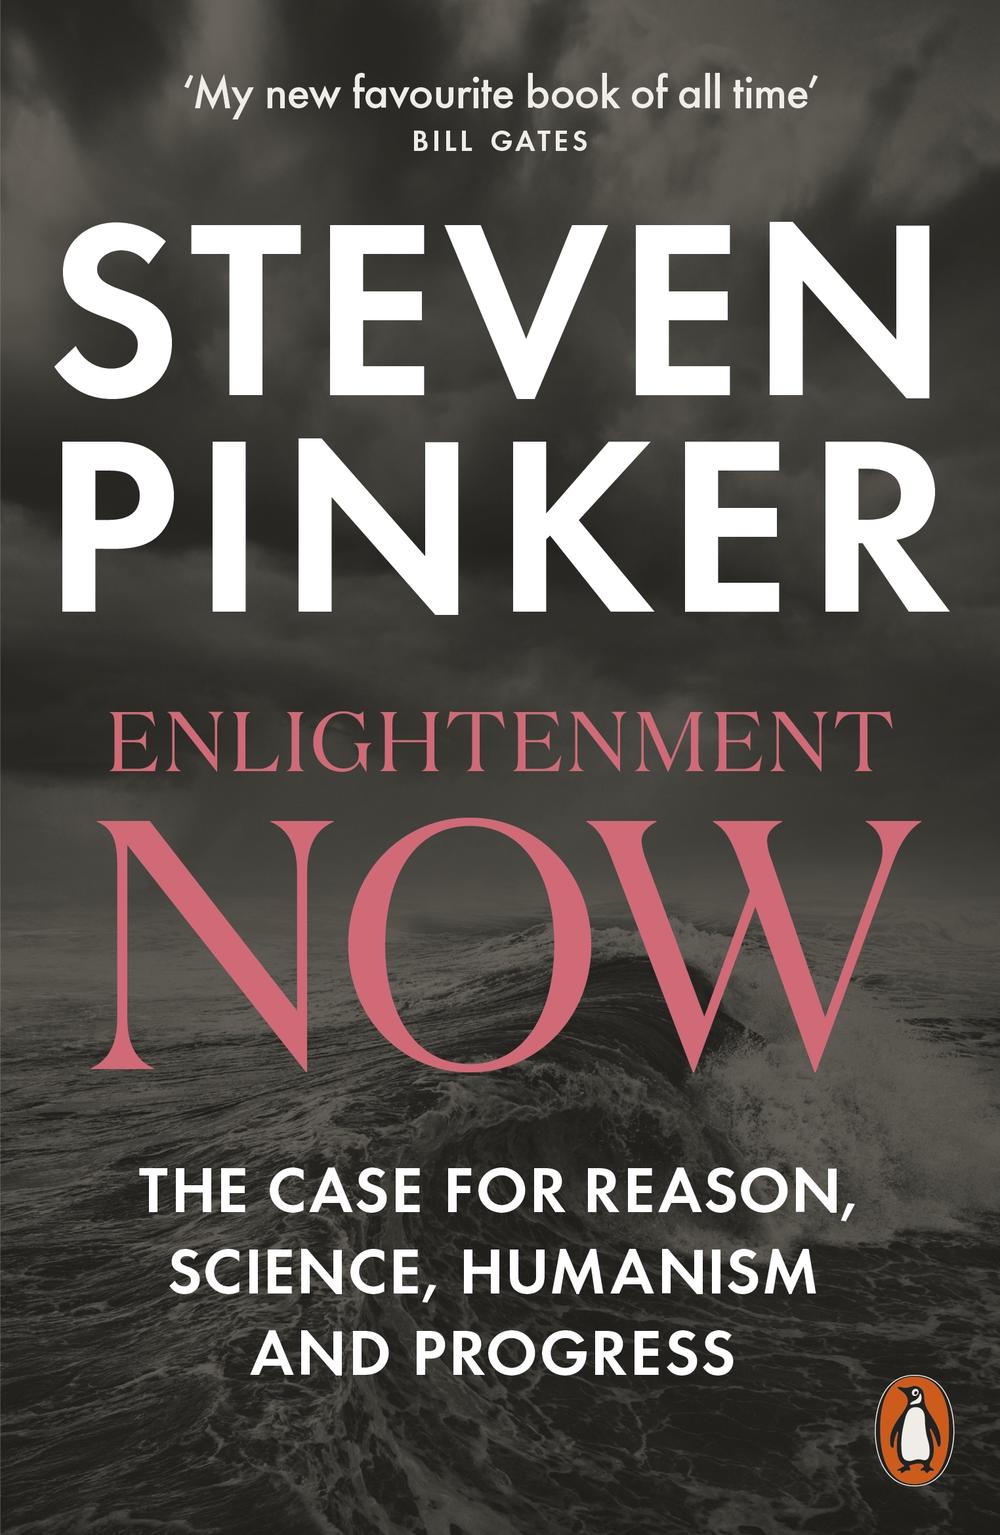 ‘My new favourite book of all time’
BILL GATES
STEVEN
PINKER
ENLIGHTENMENT
NOW
THE CASE FOR REASON,
SCIENCE, HUMANISM
AND PROGRESS